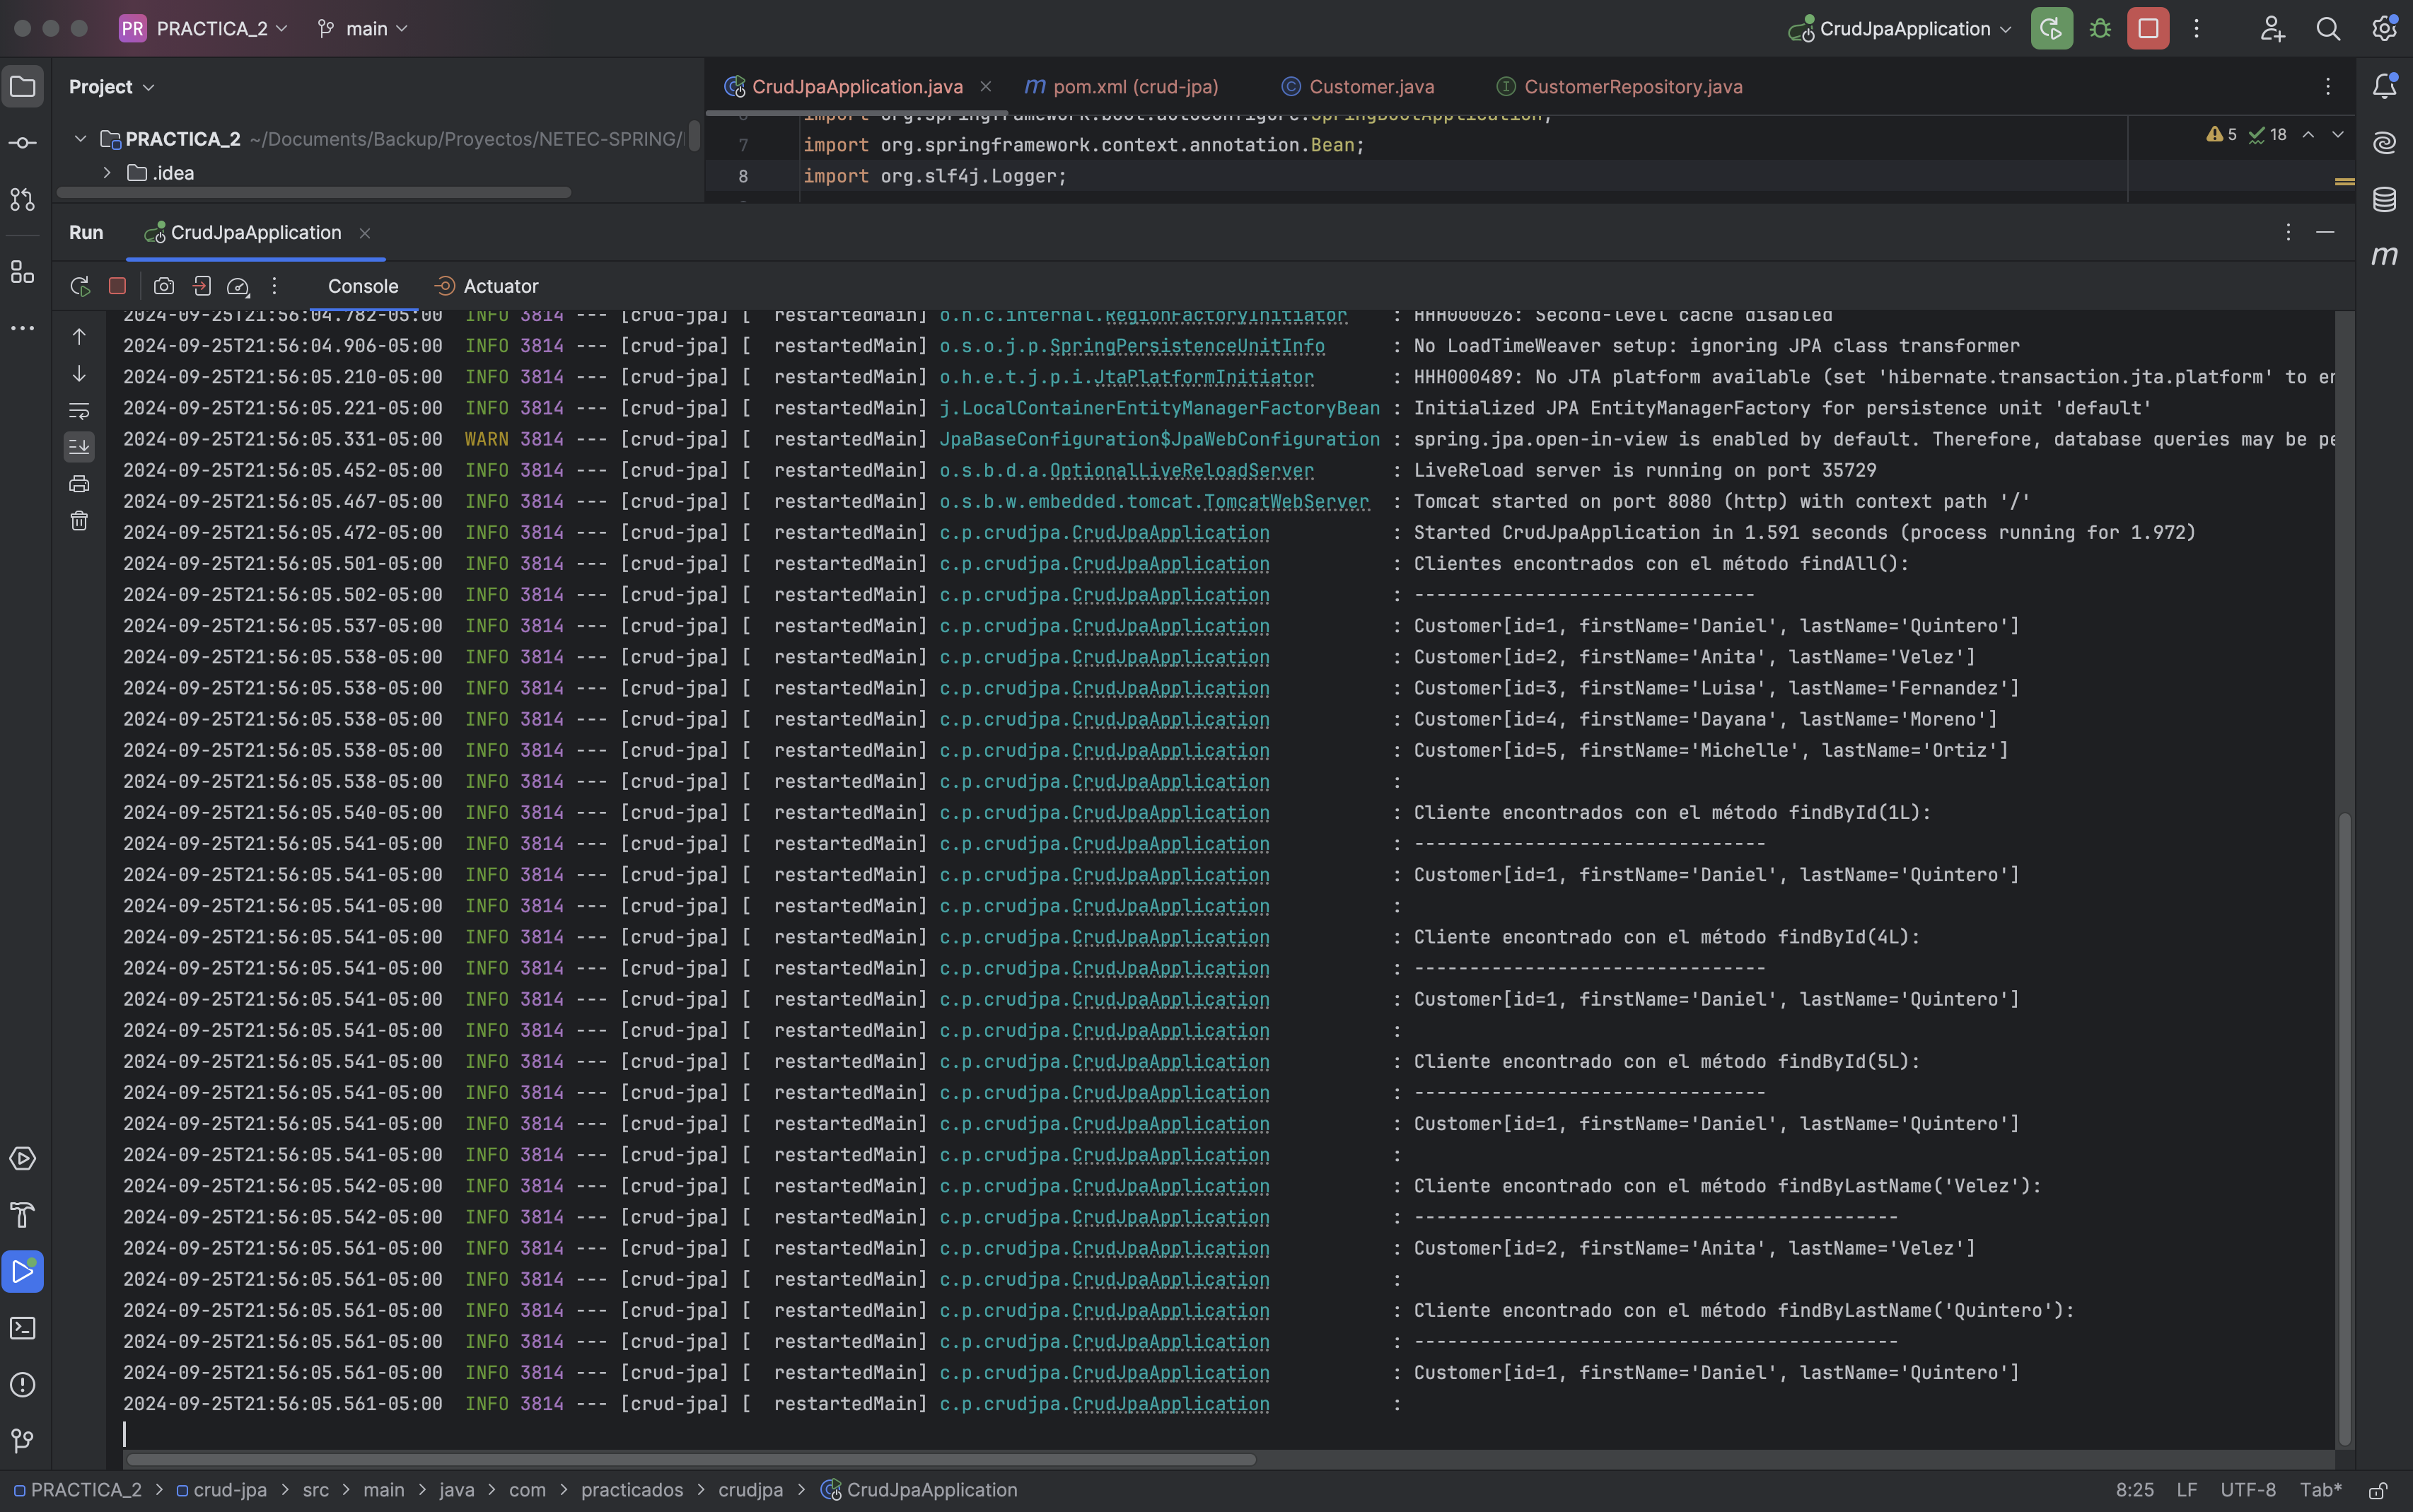 PR PRACTICA_2 main CrudJpaApplication
Project
CrudJpaApplication.java pom.xml (crud-jpa) Customer.java CustomerRepository.java
PRACTICA_2 ~/Documents/Backup/Proyectos/NETEC-SPRING/
.idea
import org.springframework.boot.autoconfigure.SpringBootApplication;
7 import org.springframework.context.annotation.Bean;
8 import org.slf4j.Logger;
5 18
Run CrudJpaApplication
Console Actuator
2024-09-25T21:56:04.782-05:00 INFO 3814 --- [crud-jpa] [ restartedMain] o.h.c.internal.RegionFactoryInitiator : HHH000026: Second-level cache disabled
2024-09-25T21:56:04.906-05:00 INFO 3814 --- [crud-jpa] [ restartedMain] o.s.o.j.p.SpringPersistenceUnitInfo : No LoadTimeWeaver setup: ignoring JPA class transformer
2024-09-25T21:56:05.210-05:00 INFO 3814 --- [crud-jpa] [ restartedMain] o.h.e.t.j.p.i.JtaPlatformInitiator : HHH000489: No JTA platform available (set 'hibernate.transaction.jta.platform' to en
2024-09-25T21:56:05.221-05:00 INFO 3814 --- [crud-jpa] [ restartedMain] j.LocalContainerEntityManagerFactoryBean : Initialized JPA EntityManagerFactory for persistence unit 'default'
2024-09-25T21:56:05.331-05:00 WARN 3814 --- [crud-jpa] [ restartedMain] JpaBaseConfiguration$JpaWebConfiguration : spring.jpa.open-in-view is enabled by default. Therefore, database queries may be pe
2024-09-25T21:56:05.452-05:00 INFO 3814 --- [crud-jpa] [ restartedMain] o.s.b.d.a.OptionalLiveReloadServer : LiveReload server is running on port 35729
2024-09-25T21:56:05.467-05:00 INFO 3814 --- [crud-jpa] [ restartedMain] o.s.b.w.embedded.tomcat.TomcatWebServer : Tomcat started on port 8080 (http) with context path '/'
2024-09-25T21:56:05.472-05:00 INFO 3814 --- [crud-jpa] [ restartedMain] c.p.crudjpa.CrudJpaApplication : Started CrudJpaApplication in 1.591 seconds (process running for 1.972)
2024-09-25T21:56:05.501-05:00 INFO 3814 --- [crud-jpa] [ restartedMain] c.p.crudjpa.CrudJpaApplication : Clientes encontrados con el método findAll():
2024-09-25T21:56:05.502-05:00 INFO 3814 --- [crud-jpa] [ restartedMain] c.p.crudjpa.CrudJpaApplication : -------------------------------
2024-09-25T21:56:05.537-05:00 INFO 3814 --- [crud-jpa] [ restartedMain] c.p.crudjpa.CrudJpaApplication : Customer[id=1, firstName='Daniel', lastName='Quintero']
2024-09-25T21:56:05.538-05:00 INFO 3814 --- [crud-jpa] [ restartedMain] c.p.crudjpa.CrudJpaApplication : Customer[id=2, firstName='Anita', lastName='Velez']
2024-09-25T21:56:05.538-05:00 INFO 3814 --- [crud-jpa] [ restartedMain] c.p.crudjpa.CrudJpaApplication : Customer[id=3, firstName='Luisa', lastName='Fernandez']
2024-09-25T21:56:05.538-05:00 INFO 3814 --- [crud-jpa] [ restartedMain] c.p.crudjpa.CrudJpaApplication : Customer[id=4, firstName='Dayana', lastName='Moreno']
2024-09-25T21:56:05.538-05:00 INFO 3814 --- [crud-jpa] [ restartedMain] c.p.crudjpa.CrudJpaApplication : Customer[id=5, firstName='Michelle', lastName='Ortiz']
2024-09-25T21:56:05.538-05:00 INFO 3814 --- [crud-jpa] [ restartedMain] c.p.crudjpa.CrudJpaApplication :
2024-09-25T21:56:05.540-05:00 INFO 3814 --- [crud-jpa] [ restartedMain] c.p.crudjpa.CrudJpaApplication : Cliente encontrados con el método findById(1L):
2024-09-25T21:56:05.541-05:00 INFO 3814 --- [crud-jpa] [ restartedMain] c.p.crudjpa.CrudJpaApplication : --------------------------------
2024-09-25T21:56:05.541-05:00 INFO 3814 --- [crud-jpa] [ restartedMain] c.p.crudjpa.CrudJpaApplication : Customer[id=1, firstName='Daniel', lastName='Quintero']
2024-09-25T21:56:05.541-05:00 INFO 3814 --- [crud-jpa] [ restartedMain] c.p.crudjpa.CrudJpaApplication :
2024-09-25T21:56:05.541-05:00 INFO 3814 --- [crud-jpa] [ restartedMain] c.p.crudjpa.CrudJpaApplication : Cliente encontrado con el método findById(4L):
2024-09-25T21:56:05.541-05:00 INFO 3814 --- [crud-jpa] [ restartedMain] c.p.crudjpa.CrudJpaApplication : --------------------------------
2024-09-25T21:56:05.541-05:00 INFO 3814 --- [crud-jpa] [ restartedMain] c.p.crudjpa.CrudJpaApplication : Customer[id=1, firstName='Daniel', lastName='Quintero']
2024-09-25T21:56:05.541-05:00 INFO 3814 --- [crud-jpa] [ restartedMain] c.p.crudjpa.CrudJpaApplication :
2024-09-25T21:56:05.541-05:00 INFO 3814 --- [crud-jpa] [ restartedMain] c.p.crudjpa.CrudJpaApplication : Cliente encontrado con el método findById(5L):
2024-09-25T21:56:05.541-05:00 INFO 3814 --- [crud-jpa] [ restartedMain] c.p.crudjpa.CrudJpaApplication : --------------------------------
2024-09-25T21:56:05.541-05:00 INFO 3814 --- [crud-jpa] [ restartedMain] c.p.crudjpa.CrudJpaApplication : Customer[id=1, firstName='Daniel', lastName='Quintero']
2024-09-25T21:56:05.541-05:00 INFO 3814 --- [crud-jpa] [ restartedMain] c.p.crudjpa.CrudJpaApplication :
2024-09-25T21:56:05.542-05:00 INFO 3814 --- [crud-jpa] [ restartedMain] c.p.crudjpa.CrudJpaApplication : Cliente encontrado con el método findByLastName('Velez'):
2024-09-25T21:56:05.542-05:00 INFO 3814 --- [crud-jpa] [ restartedMain] c.p.crudjpa.CrudJpaApplication : --------------------------------------------
2024-09-25T21:56:05.561-05:00 INFO 3814 --- [crud-jpa] [ restartedMain] c.p.crudjpa.CrudJpaApplication : Customer[id=2, firstName='Anita', lastName='Velez']
2024-09-25T21:56:05.561-05:00 INFO 3814 --- [crud-jpa] [ restartedMain] c.p.crudjpa.CrudJpaApplication :
2024-09-25T21:56:05.561-05:00 INFO 3814 --- [crud-jpa] [ restartedMain] c.p.crudjpa.CrudJpaApplication : Cliente encontrado con el método findByLastName('Quintero'):
2024-09-25T21:56:05.561-05:00 INFO 3814 --- [crud-jpa] [ restartedMain] c.p.crudjpa.CrudJpaApplication : --------------------------------------------
2024-09-25T21:56:05.561-05:00 INFO 3814 --- [crud-jpa] [ restartedMain] c.p.crudjpa.CrudJpaApplication : Customer[id=1, firstName='Daniel', lastName='Quintero']
2024-09-25T21:56:05.561-05:00 INFO 3814 --- [crud-jpa] [ restartedMain] c.p.crudjpa.CrudJpaApplication :
PRACTICA_2 > crud-jpa > src > main > java > com > practicados > crudjpa > CrudJpaApplication 8:25 LF UTF-8 Tab*